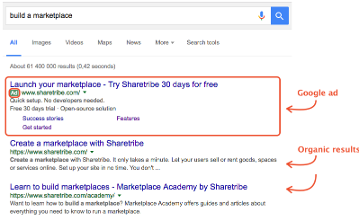 build a marketplace
All Images Videos Maps News More Search tools
About 61 400 000 results (0,42 seconds)
Launch your marketplace - Try Sharetribe 30 days for free
Ad www.sharetribe.com/
Quick setup. No developers needed.
Free 30 day trial · Open-source solution
Success stories Features
Get started
Google ad
Organic results
Create a marketplace with Sharetribe
https://www.sharetribe.com/
Create a marketplace with Sharetribe. It only takes a minute. Let your users sell or rent goods, spaces
or services online. Set up your site in no time. You don't ...
Learn to build marketplaces - Marketplace Academy by Sharetribe
https://www.sharetribe.com/academy/
Want to learn how to build a marketplace? Marketplace Academy offers guides and articles about
everything you need to know to run a marketplace.